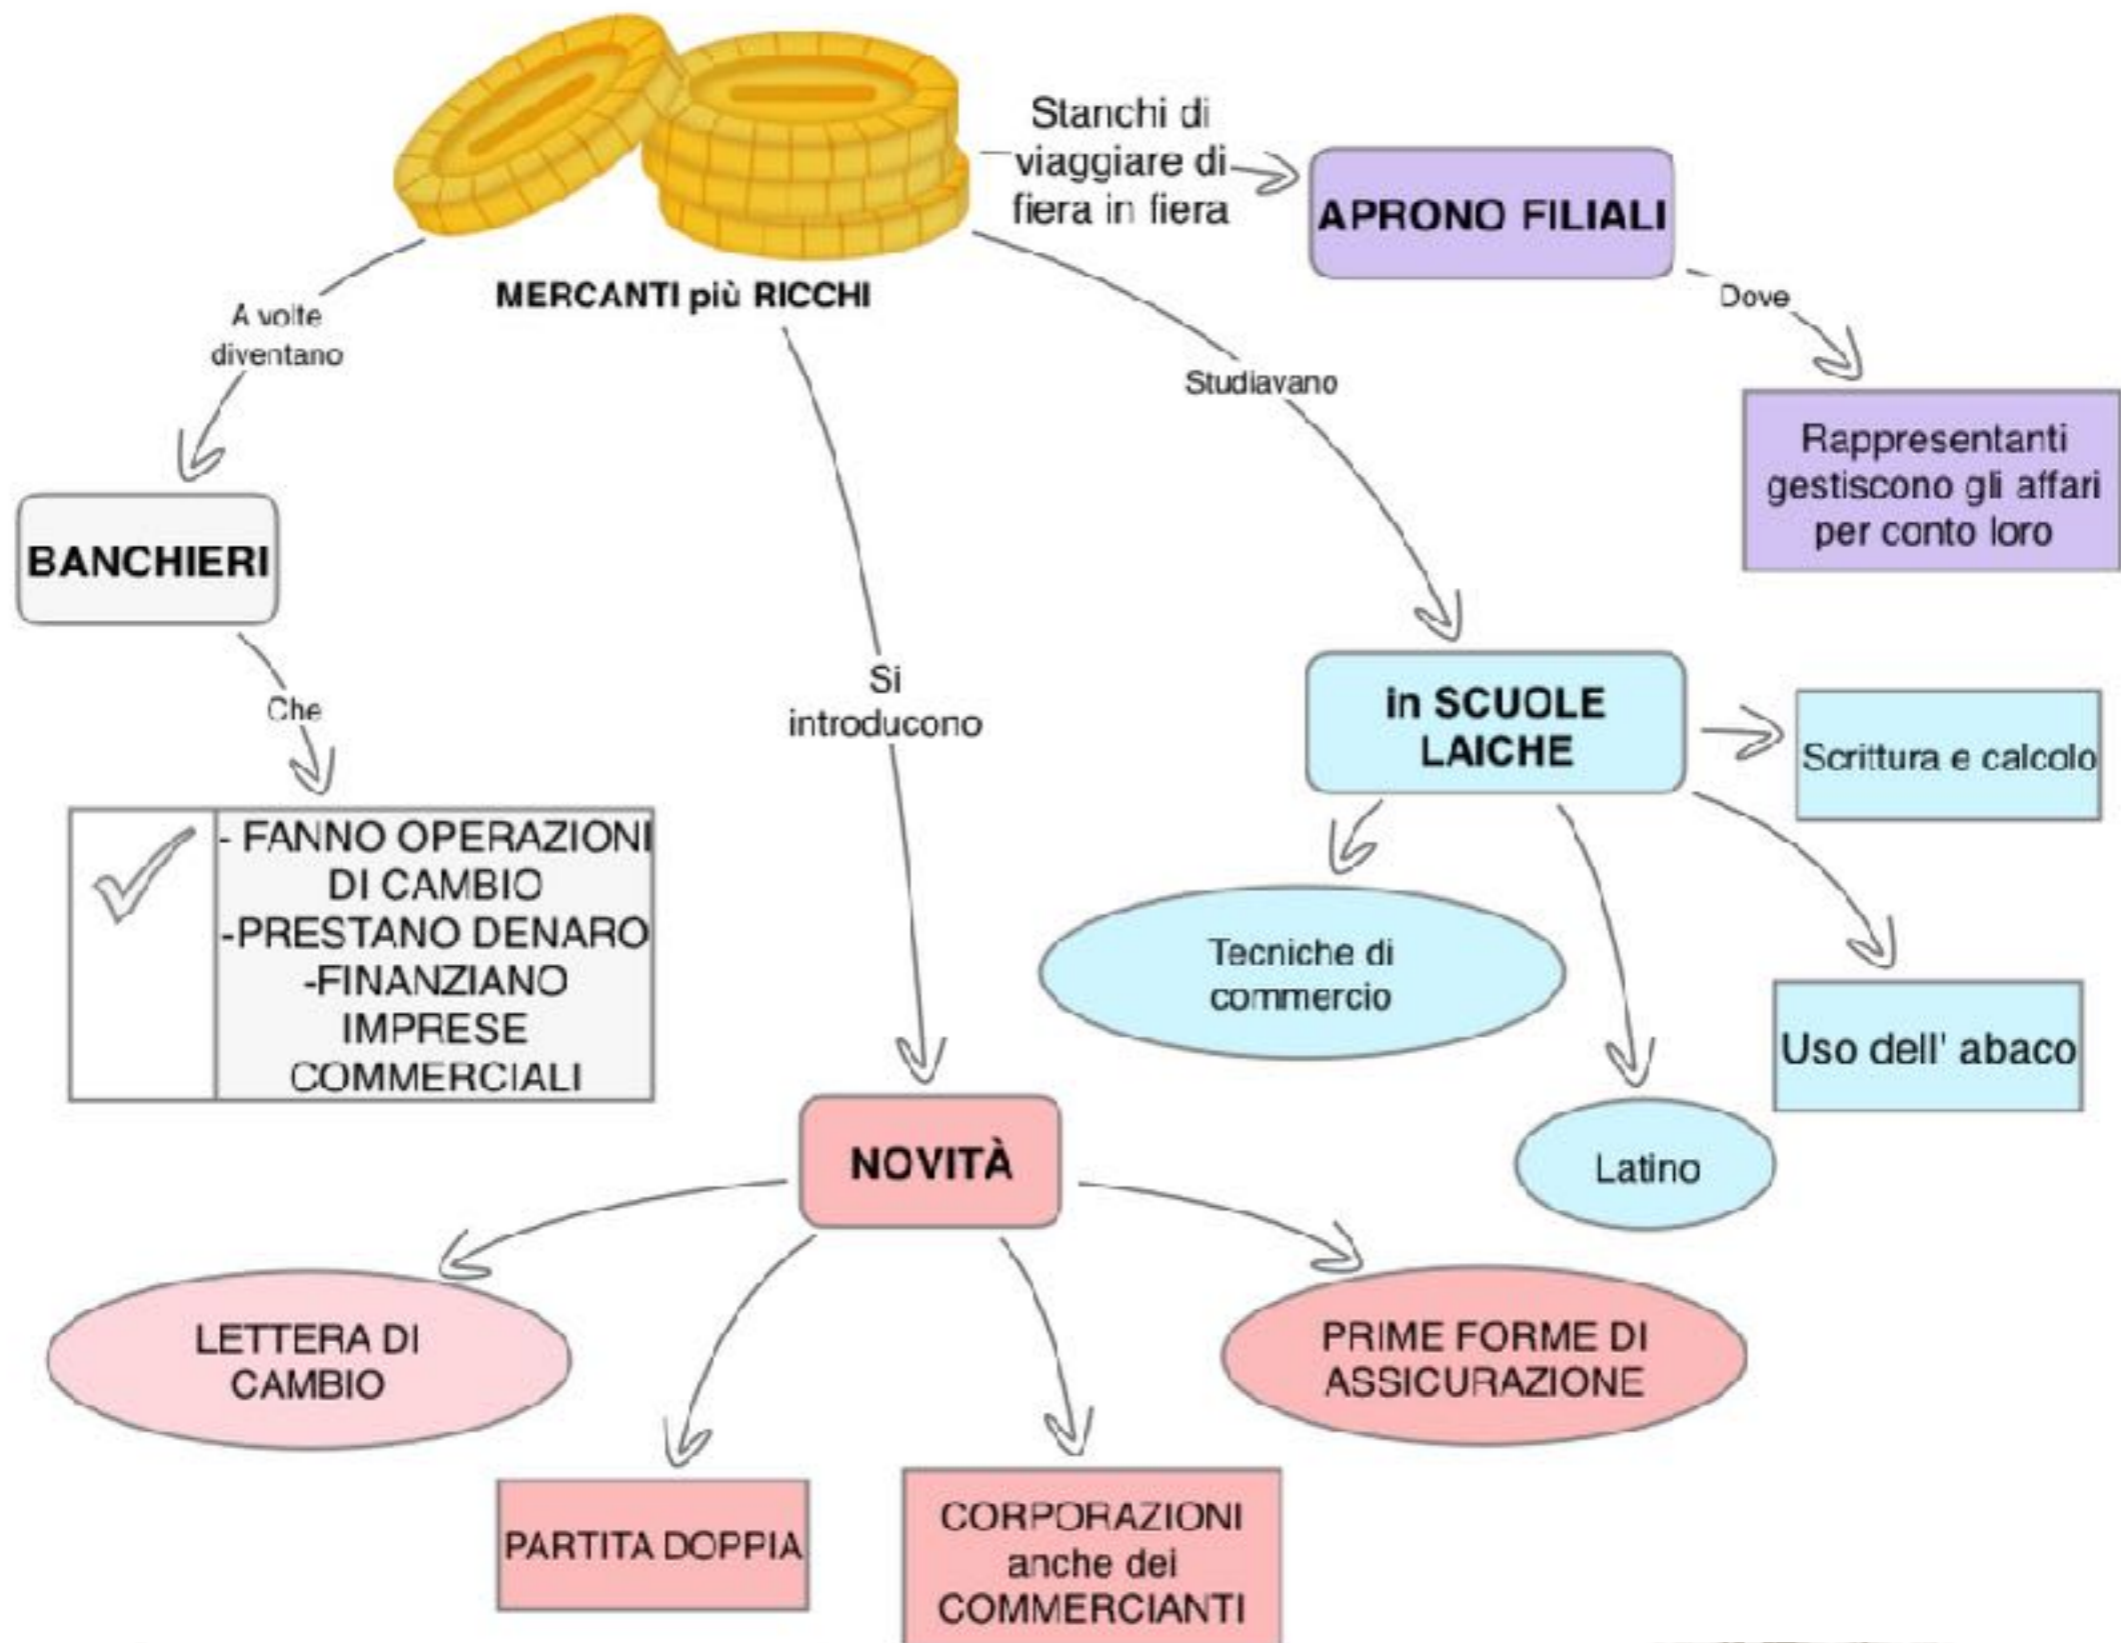 Stanchi di
viaggiare di
fiera in fiera
APRONO FILIALI
MERCANTI più RICCHI
Dove
A volte
diventano
Studiavano
Rappresentanti
gestiscono gli affari
per conto loro
BANCHIERI
Che
Si
introducono
in SCUOLE
LAICHE
Scrittura e calcolo
- FANNO OPERAZIONI
DI CAMBIO
-PRESTANO DENARO
-FINANZIANO
IMPRESE
COMMERCIALI
Tecniche di
commercio
Uso dell' abaco
Latino
NOVITÀ
LETTERA DI
CAMBIO
PRIME FORME DI
ASSICURAZIONE
PARTITA DOPPIA
CORPORAZIONI
anche dei
COMMERCIANTI